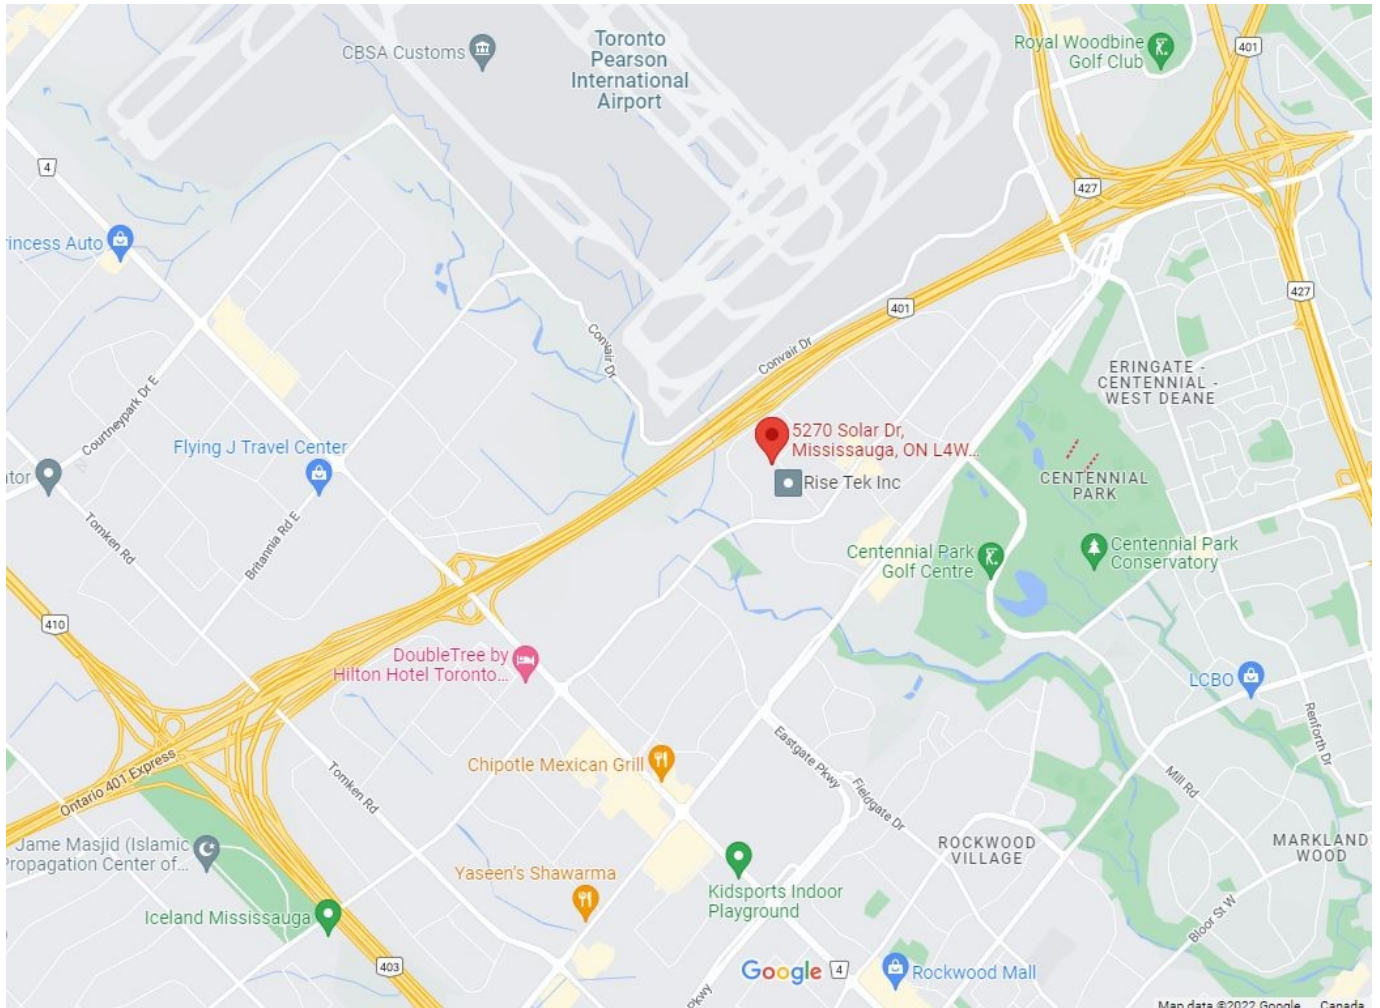 CBSA Customs
Toronto
Pearson
International
Airport
Royal Woodbine
Golf Club
401
4
427
rincess Auto
427
401
Convair Dr
Convair Dr
ERINGATE -
CENTENNIAL -
WEST DEANE
Courtneypark Dr E
Flying J Travel Center
5270 Solar Dr,
Mississauga, ON L4W...
Rise Tek Inc
CENTENNIAL
PARK
tor
Tomken Rd
Britannia Rd E
Centennial Park
Golf Centre
Centennial Park
Conservatory
410
DoubleTree by
Hilton Hotel Toronto...
LCBO
Renforth Dr
Ontario 401 Express
Chipotle Mexican Grill
Eastgate Pkwy
Fieldgate Dr
Mill Rd
Tomken Rd
Jame Masjid (Islamic
Propagation Center of...
ROCKWOOD
VILLAGE
MARKLAND
WOOD
Yaseen's Shawarma
Kidsports Indoor
Playground
Iceland Mississauga
Bloor St W
403
Google
4
Rockwood Mall
Pkwy
Map data ©2022 Google Canada